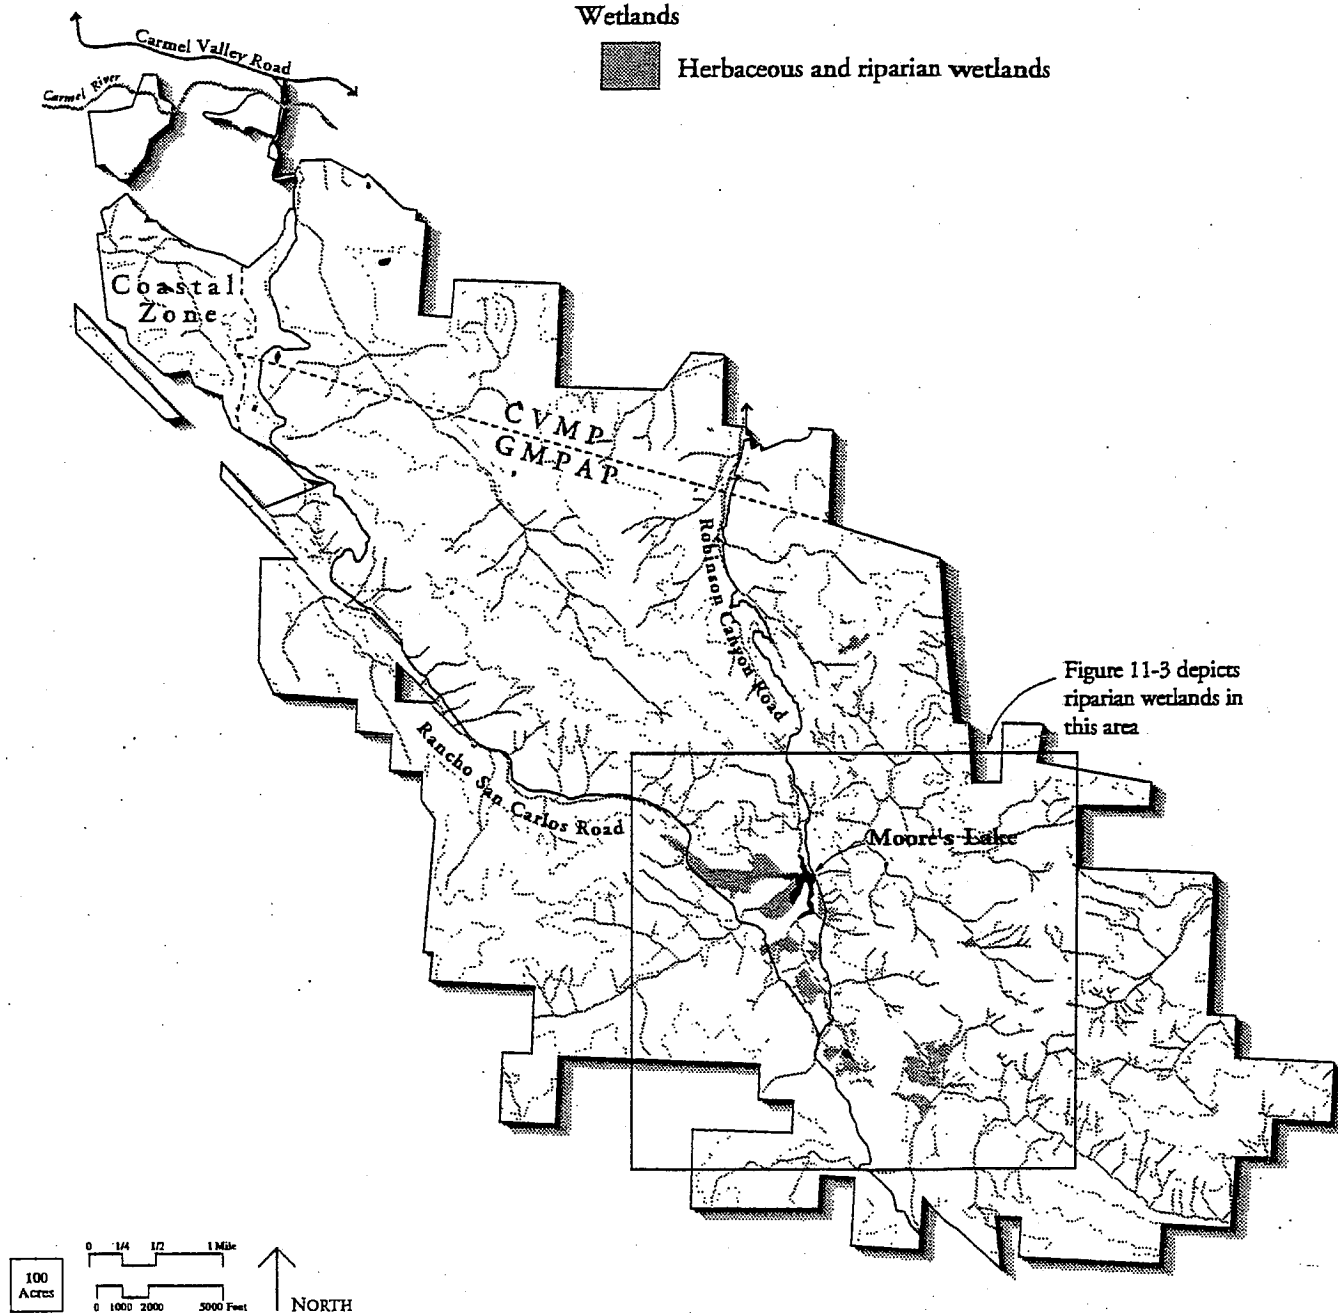 Wetlands
Herbaceous and riparian wetlands
Carmel Valley Road
Carmel River
Coastal
Zone
CVMP
GMPAP
Robinson Canyon Road
Figure 11-3 depicts
riparian wetlands in
this area
Rancho San Carlos Road
Moore's Lake
100
Acres
0 1/4 1/2 1 Mile
0 1000 2000 5000 Feet
NORTH